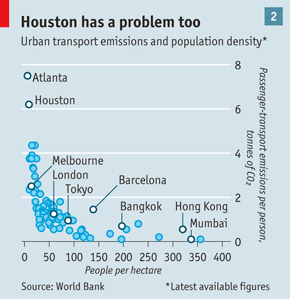 Houston has a problem too
2
Urban transport emissions and population density*
8
6
4
2
0
Passenger-transport emissions per person,
tonnes of CO₂
Atlanta
Houston
Melbourne
London
Tokyo
Barcelona
Bangkok
Hong Kong
Mumbai
0 50 100 150 200 250 300 350 400
People per hectare
Source: World Bank
*Latest available figures